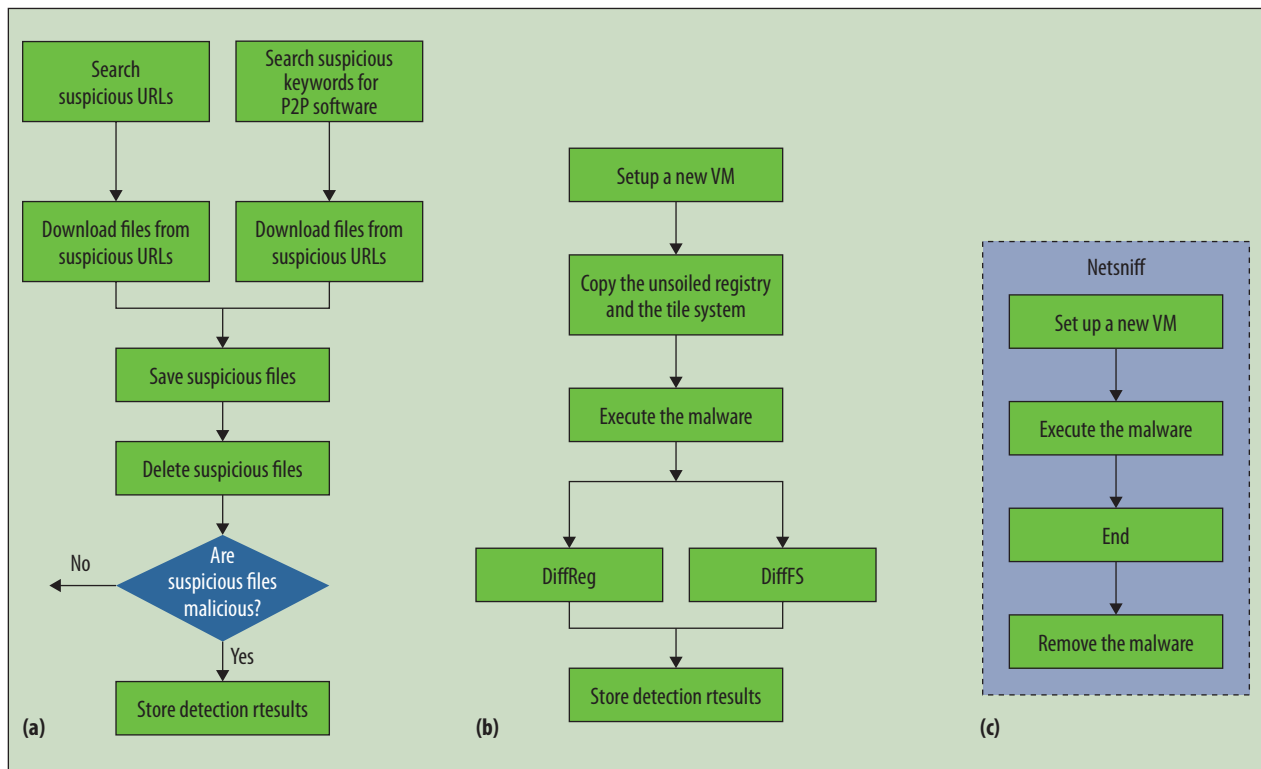 Search
suspicious URLs
Search suspicious
keywords for
P2P software
Download files from
suspicious URLs
Download files from
suspicious URLs
Save suspicious files
Delete suspicious files
Are
suspicious files
malicious?
No
Yes
Store detection rtesults
(a)
Setup a new VM
Copy the unsoiled registry
and the tile system
Execute the malware
DiffReg
DiffFS
Store detection rtesults
(b)
Netsniff
Set up a new VM
Execute the malware
End
Remove the malware
(c)